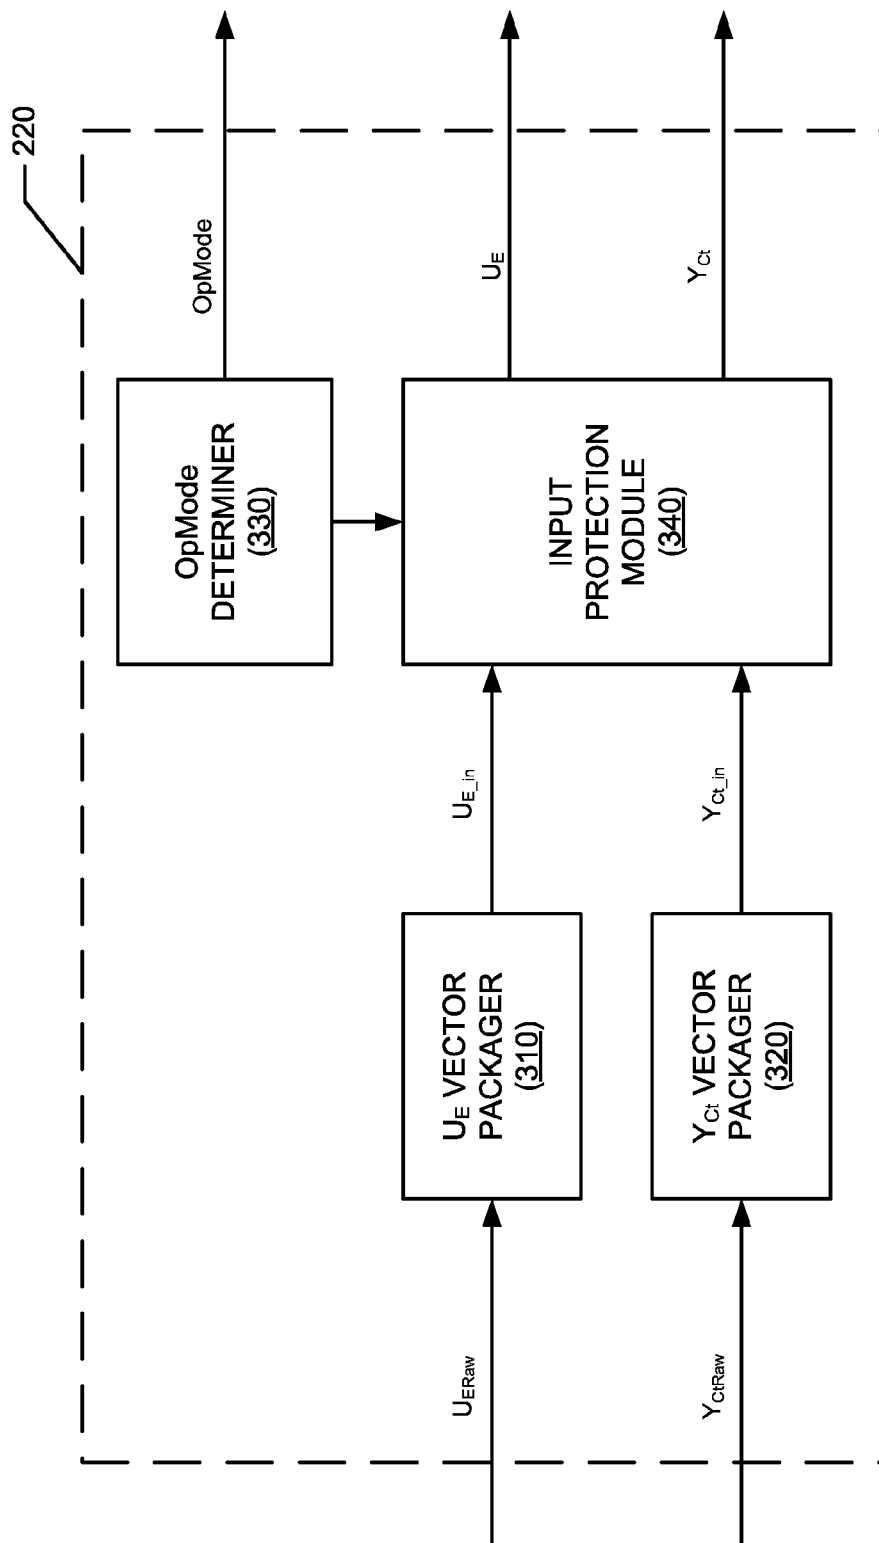 220
OpMode
DETERMINER
(330)
OpMode
U_E VECTOR
PACKAGER
(310)
Y_Ct VECTOR
PACKAGER
(320)
INPUT
PROTECTION
MODULE
(340)
U_ERaw
U_E_in
U_E
Y_CtRaw
Y_Ct_in
Y_Ct